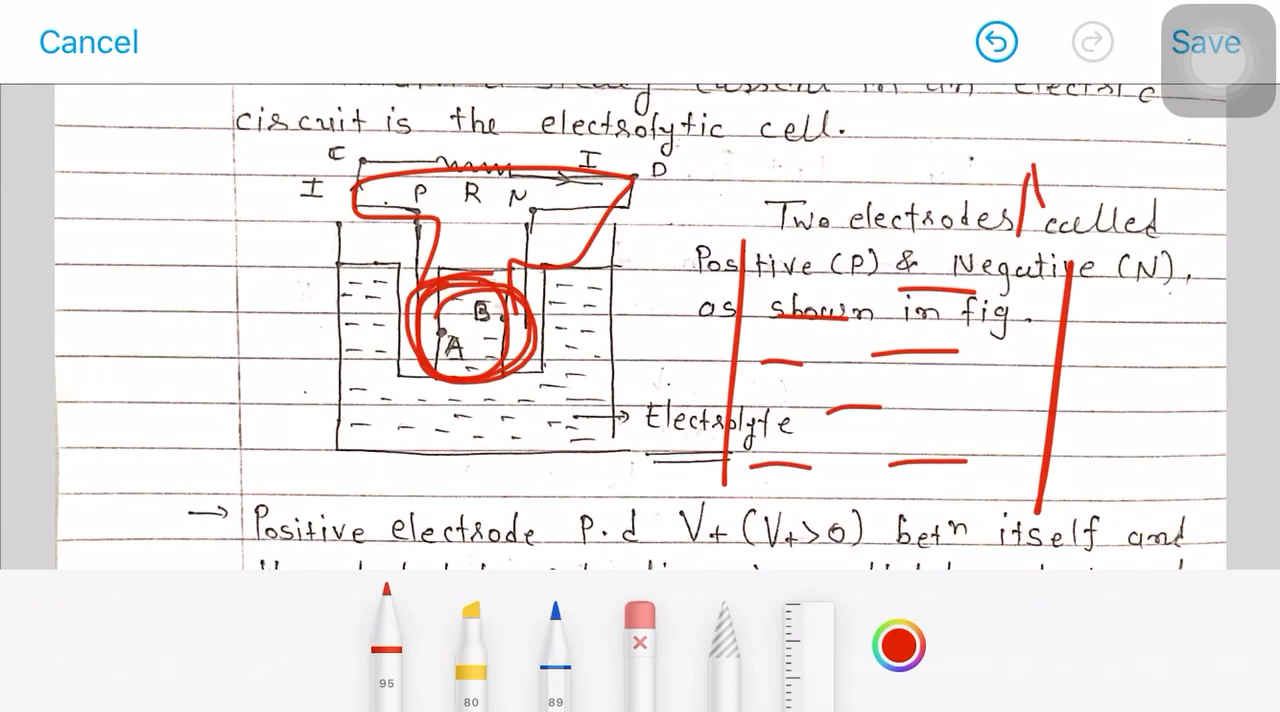 Cancel
Save
circuit is the electrolytic cell.
C
I
D
I
P R N
Two electrodes called
Positive (P) & Negative (N),
as shown in fig.
B
A
Electrolyte
→ Positive electrode P.d V+ (V+>0) betn itself and
95
80
89